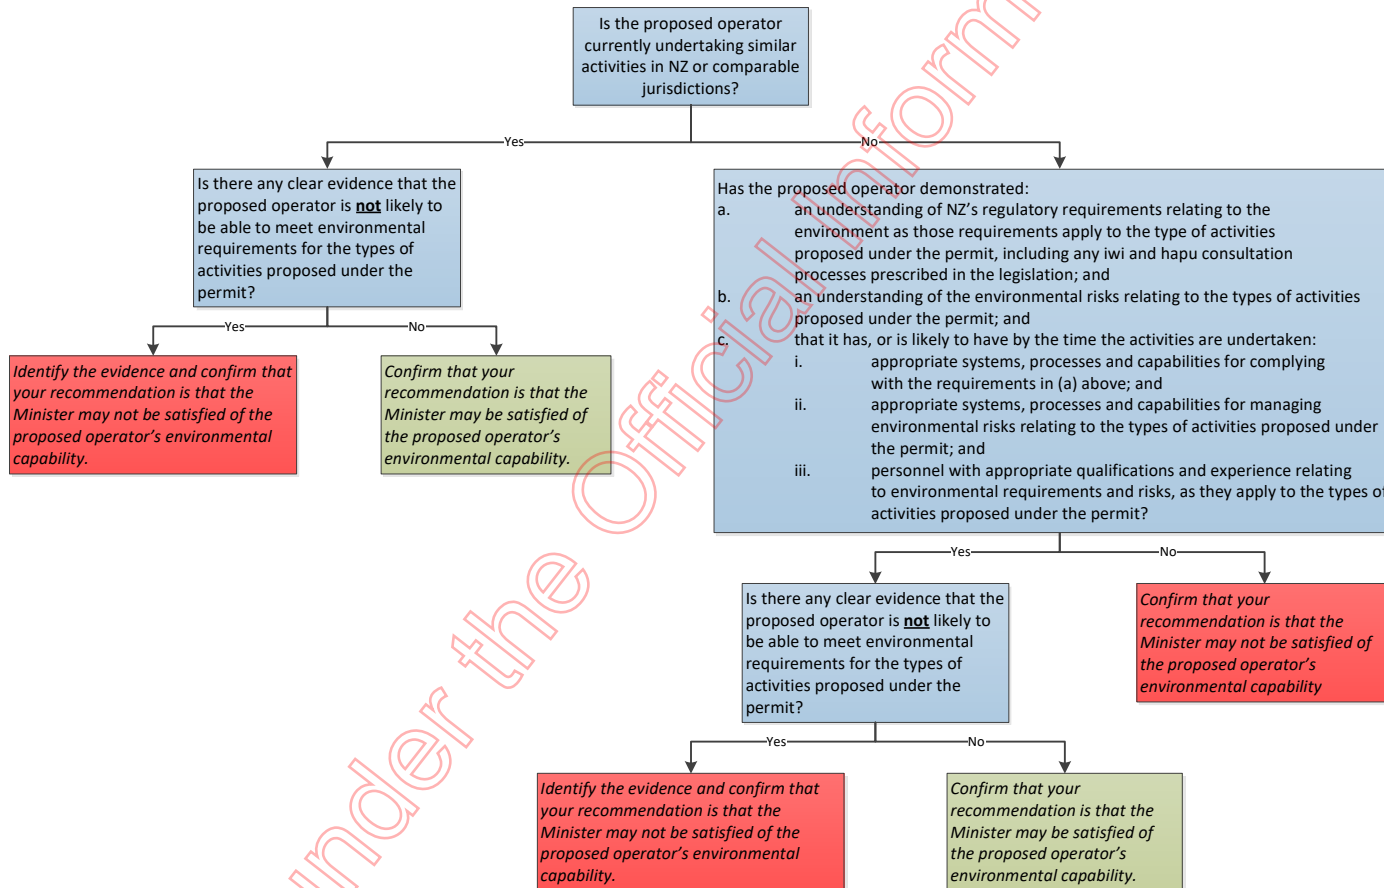 Is the proposed operator
currently undertaking similar
activities in NZ or comparable
jurisdictions?
Yes
No
Is there any clear evidence that the
proposed operator is not likely to
be able to meet environmental
requirements for the types of
activities proposed under the
permit?
Has the proposed operator demonstrated:
a. an understanding of NZ's regulatory requirements relating to the
environment as those requirements apply to the type of activities
proposed under the permit, including any iwi and hapu consultation
processes prescribed in the legislation; and
b. an understanding of the environmental risks relating to the types of activities
proposed under the permit; and
c. that it has, or is likely to have by the time the activities are undertaken:
i. appropriate systems, processes and capabilities for complying
with the requirements in (a) above; and
ii. appropriate systems, processes and capabilities for managing
environmental risks relating to the types of activities proposed under
the permit; and
iii. personnel with appropriate qualifications and experience relating
to environmental requirements and risks, as they apply to the types of
activities proposed under the permit?
Yes
No
Identify the evidence and confirm that
your recommendation is that the
Minister may not be satisfied of the
proposed operator's environmental
capability.
Confirm that your
recommendation is that the
Minister may be satisfied of
the proposed operator's
environmental capability.
Yes
No
Is there any clear evidence that the
proposed operator is not likely to
be able to meet environmental
requirements for the types of
activities proposed under the
permit?
Confirm that your
recommendation is that the
Minister may not be satisfied of
the proposed operator's
environmental capability
Yes
No
Identify the evidence and confirm that
your recommendation is that the
Minister may not be satisfied of the
proposed operator's environmental
capability.
Confirm that your
recommendation is that the
Minister may be satisfied of
the proposed operator's
environmental capability.
under the Official Inform